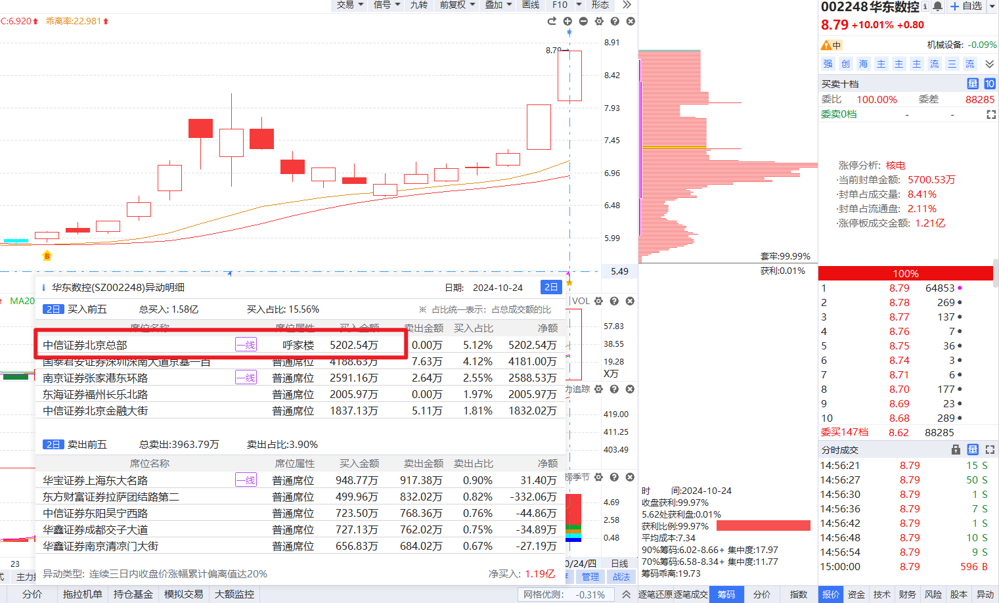 交易 信号 九转 前复权 叠加 画线 F10 形态
C:6.920 乖离率:22.981
8.79
8.91
8.42
7.93
7.45
6.96
6.48
5.99
5.49
B
套牢:99.99%
获利:0.01%
华东数控(SZ002248)异动明细 日期: 2024-10-24 2日
2日 买入前五 总买入: 1.58亿 买入占比: 15.56% ※ 占比统一表示: 占总成交额的比
席位名称 席位属性 买入金额 卖出金额 买入占比 净额
中信证券北京总部 一线 呼家楼 5202.54万 0.00万 5.12% 5202.54万
国泰君安证券深圳深南大道京基一百 普通席位 4188.63万 7.63万 4.12% 4181.00万
南京证券张家港东环路 一线 普通席位 2591.16万 2.64万 2.55% 2588.53万
东海证券福州长乐北路 普通席位 2005.97万 0.00万 1.97% 2005.97万
中信证券北京金融大街 普通席位 1837.13万 5.11万 1.81% 1832.02万
2日 卖出前五 总卖出:3963.79万 卖出占比: 3.90%
席位名称 席位属性 买入金额 卖出金额 卖出占比 净额
华宝证券上海东大名路 一线 普通席位 948.77万 917.38万 0.90% 31.40万
东方财富证券拉萨团结路第二 普通席位 499.96万 832.02万 0.82% -332.06万
中信证券东阳吴宁西路 普通席位 723.50万 768.36万 0.76% -44.86万
华鑫证券成都交子大道 普通席位 727.13万 762.02万 0.75% -34.89万
华鑫证券南京清凉门大街 普通席位 656.83万 684.02万 0.67% -27.19万
异动类型: 连续三日内收盘价涨幅累计偏离值达20% 净买入: 1.19亿
MA20
VOL
57.83
38.55
19.28
X万
力追踪
419.00
411.25
403.49
捞季节
4.69
2.58
0.48
23
0/24/四 日线
主力
管理 战法
时 间:2024-10-24
收盘获利:99.97%
5.62处获利盘:0.01%
获利比例:99.97%
平均成本:7.34
90%筹码:6.02-8.66+ 集中度:17.97
70%筹码:6.58-8.34+ 集中度:11.77
筹码乖离:19.73
分价 拖拉机单 持仓基金 模拟交易 大额监控 网格优测: -0.31%
逐笔还原 逐笔成交 筹码 分价 指数
002248 华东数控 i + 自选
8.79 +10.01% +0.80
中 机械设备: -0.09%
强 创 海 主 主 主 流 三 流
买卖十档 量 10
委比 100.00% 委差 88285
委卖0档 - -
涨停分析: 核电
·当前封单金额: 5700.53万
·封单占成交量: 8.41%
·封单占流通盘: 2.11%
·涨停板成交金额: 1.21亿
100%
1 8.79 64853
2 8.78 269
3 8.77 137
4 8.76 7
5 8.75 36
6 8.74 3
7 8.71 6
8 8.70 177
9 8.69 23
10 8.68 289
委买147档 8.62 88285
分时成交 量
14:56:21 8.79 15 S
14:56:27 8.79 50 S
14:56:30 8.79 1 S
14:56:36 8.79 7 S
14:56:42 8.79 1 S
14:56:48 8.79 10 S
14:56:54 8.79 9 S
15:00:00 8.79 596 B
报价 资金 技术 财务 风险 股本 异动